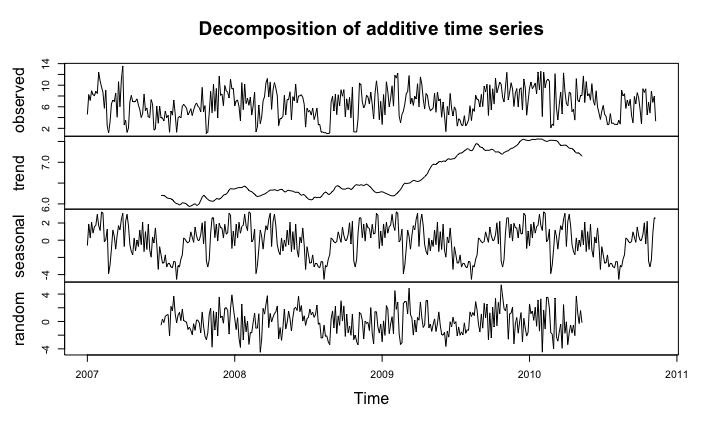 Decomposition of additive time series
observed
2 6 10 14
trend
6.0 7.0
seasonal
-4 0 2
random
-4 0 4
2007 2008 2009 2010 2011
Time